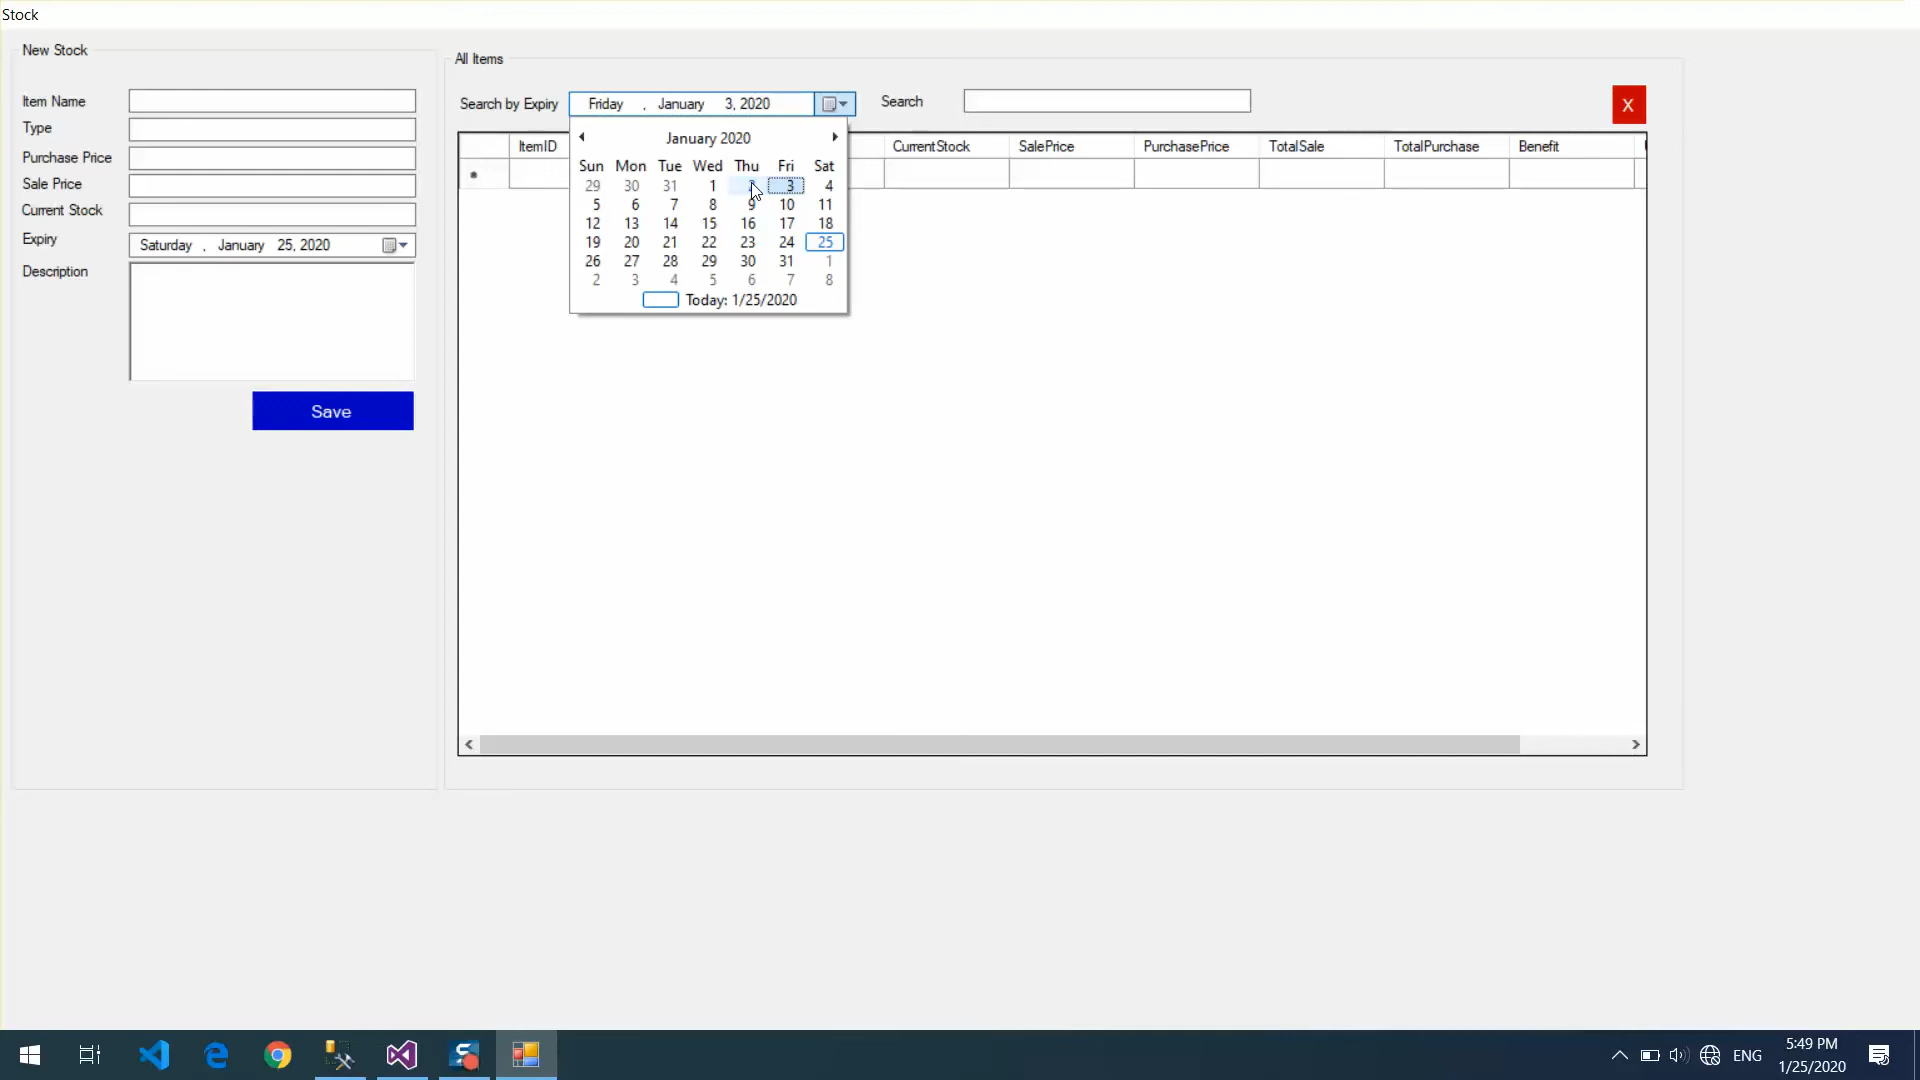 Stock
New Stock
Item Name
Type
Purchase Price
Sale Price
Current Stock
Expiry
Saturday , January 25, 2020
Description
Save
All Items
Search by Expiry
Friday , January 3, 2020
Search
X
ItemID
CurrentStock
SalePrice
PurchasePrice
TotalSale
TotalPurchase
Benefit
January 2020
Sun Mon Tue Wed Thu Fri Sat
29 30 31 1 2 3 4
5 6 7 8 9 10 11
12 13 14 15 16 17 18
19 20 21 22 23 24 25
26 27 28 29 30 31 1
2 3 4 5 6 7 8
Today: 1/25/2020
ENG
5:49 PM
1/25/2020